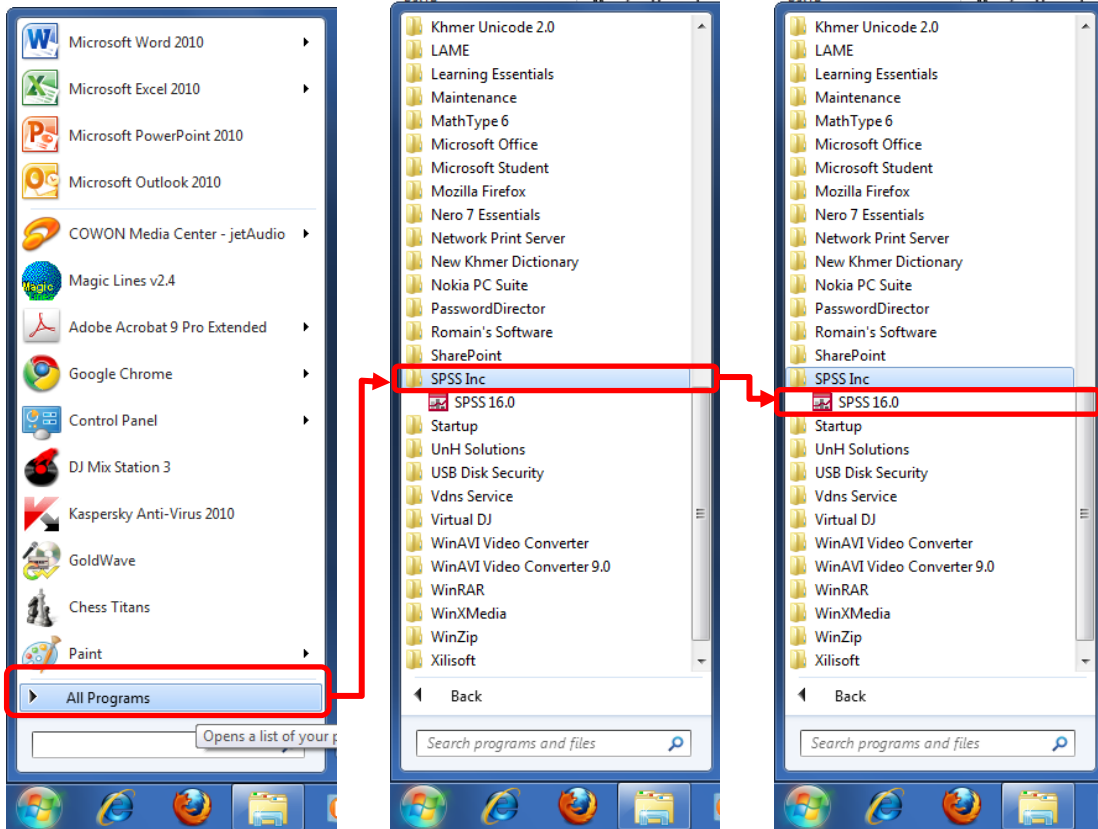 Microsoft Word 2010
Microsoft Excel 2010
Microsoft PowerPoint 2010
Microsoft Outlook 2010
COWON Media Center - jetAudio
Magic Lines v2.4
Adobe Acrobat 9 Pro Extended
Google Chrome
Control Panel
DJ Mix Station 3
Kaspersky Anti-Virus 2010
GoldWave
Chess Titans
Paint
All Programs
Opens a list of your
Khmer Unicode 2.0
LAME
Learning Essentials
Maintenance
MathType 6
Microsoft Office
Microsoft Student
Mozilla Firefox
Nero 7 Essentials
Network Print Server
New Khmer Dictionary
Nokia PC Suite
PasswordDirector
Romain's Software
SharePoint
SPSS Inc
SPSS 16.0
Startup
UnH Solutions
USB Disk Security
Vdns Service
Virtual DJ
WinAVI Video Converter
WinAVI Video Converter 9.0
WinRAR
WinXMedia
WinZip
Xilisoft
Back
Search programs and files
Khmer Unicode 2.0
LAME
Learning Essentials
Maintenance
MathType 6
Microsoft Office
Microsoft Student
Mozilla Firefox
Nero 7 Essentials
Network Print Server
New Khmer Dictionary
Nokia PC Suite
PasswordDirector
Romain's Software
SharePoint
SPSS Inc
SPSS 16.0
Startup
UnH Solutions
USB Disk Security
Vdns Service
Virtual DJ
WinAVI Video Converter
WinAVI Video Converter 9.0
WinRAR
WinXMedia
WinZip
Xilisoft
Back
Search programs and files